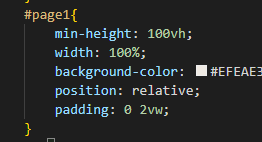 #page1{
min-height: 100vh;
width: 100%;
background-color: #EFEAE3
position: relative;
padding: 0 2vw;
}